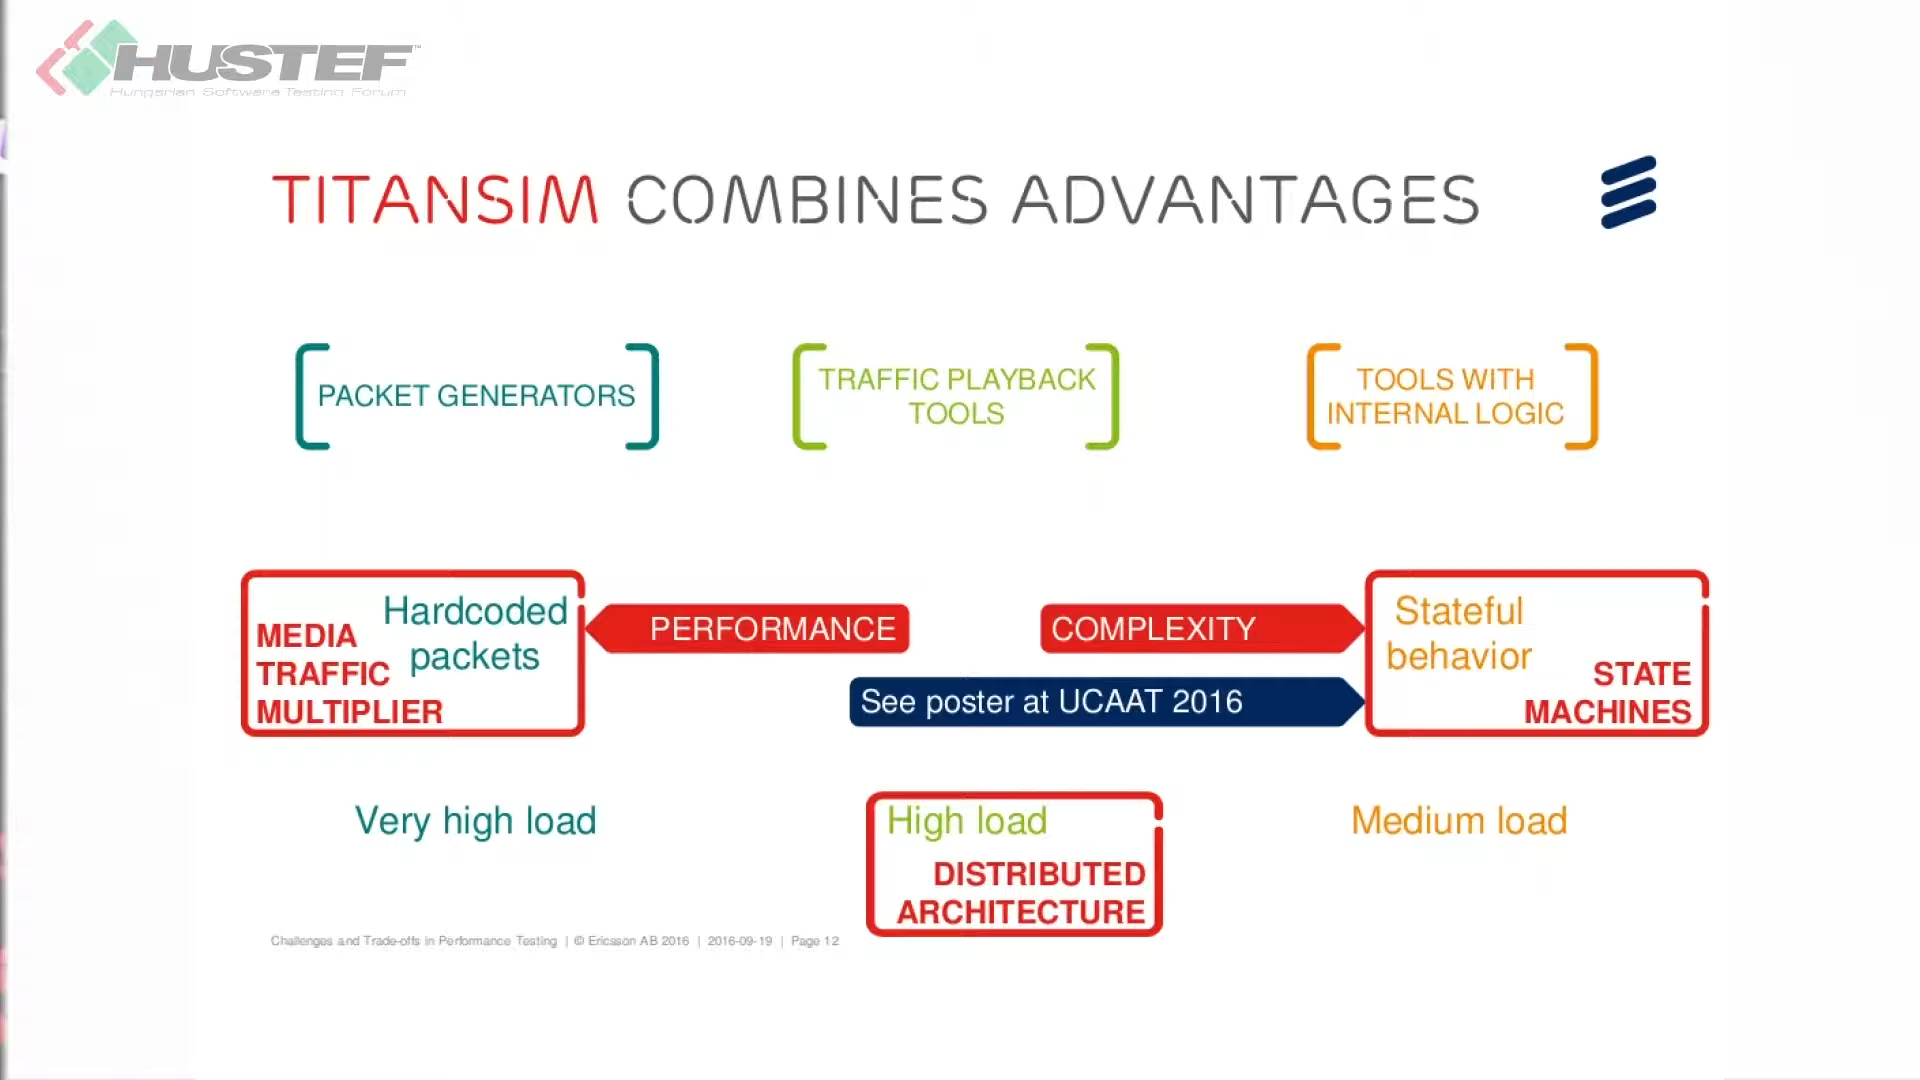 HUSTEF™
Hungarian Software Testing Forum
TITANSIM COMBINES ADVANTAGES
PACKET GENERATORS
TRAFFIC PLAYBACK
TOOLS
TOOLS WITH
INTERNAL LOGIC
Hardcoded
packets
MEDIA
TRAFFIC
MULTIPLIER
PERFORMANCE
COMPLEXITY
See poster at UCAAT 2016
Stateful
behavior
STATE
MACHINES
Very high load
High load
DISTRIBUTED
ARCHITECTURE
Medium load
Challenges and Trade-offs in Performance Testing | © Ericsson AB 2016 | 2016-09-19 | Page 12